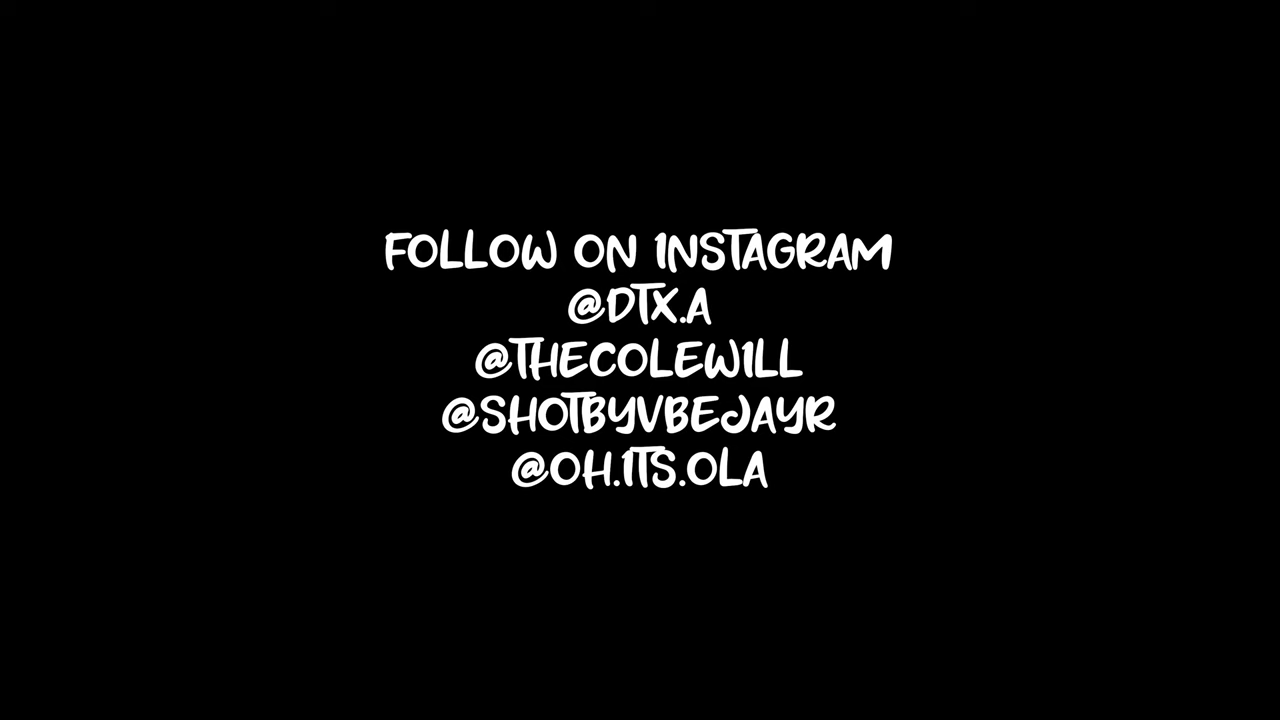 FOLLOW ON INSTAGRAM
@DTX.A
@THECOLEWILL
@SHOTBYVBEJAYR
@OH.ITS.OLA